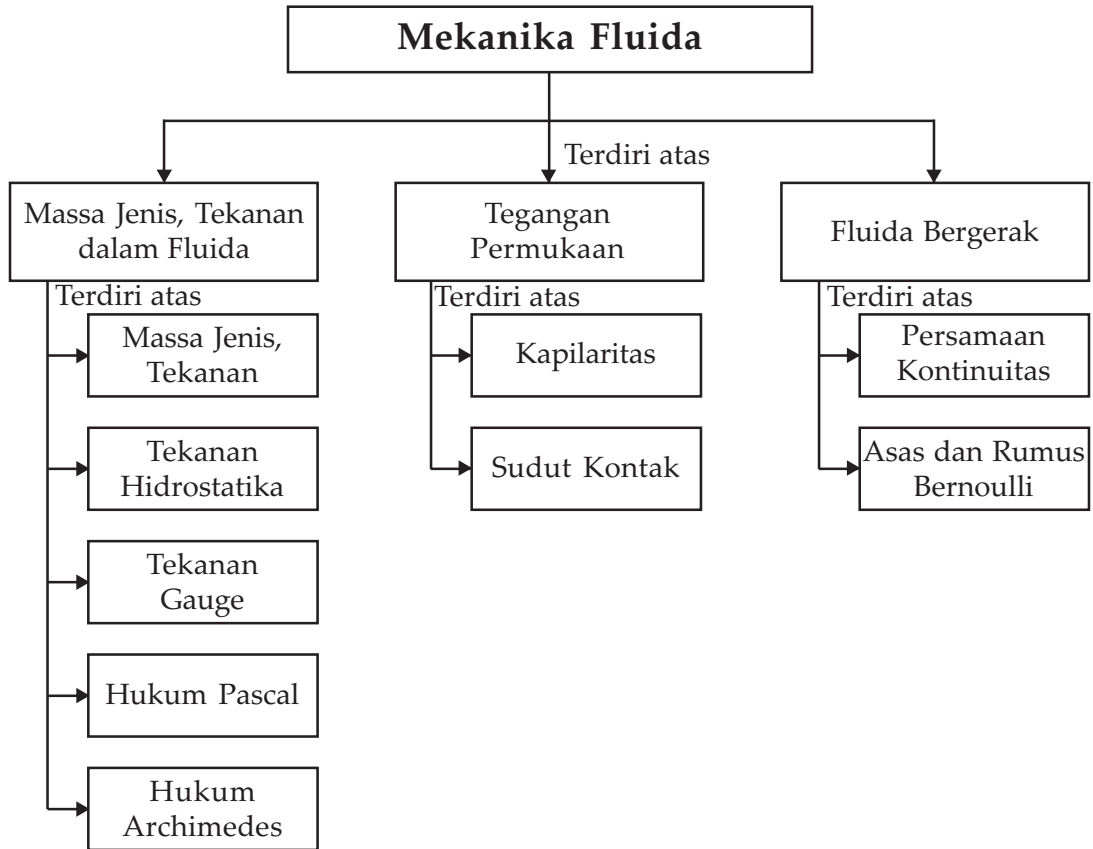 Mekanika Fluida
Terdiri atas
Massa Jenis, Tekanan
dalam Fluida
Terdiri atas
Massa Jenis,
Tekanan
Tekanan
Hidrostatika
Tekanan
Gauge
Hukum Pascal
Hukum
Archimedes
Tegangan
Permukaan
Terdiri atas
Kapilaritas
Sudut Kontak
Fluida Bergerak
Terdiri atas
Persamaan
Kontinuitas
Asas dan Rumus
Bernoulli